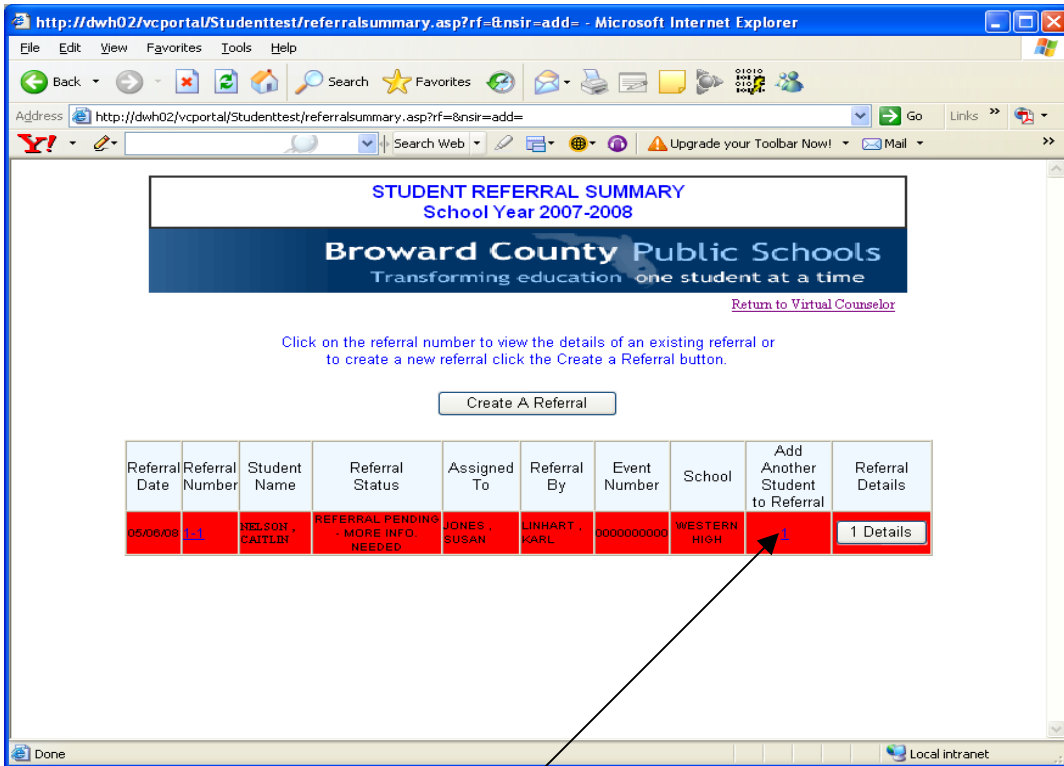 http://dwh02/vcportal/Studenttest/referralsummary.asp?rf=&nsir=add= - Microsoft Internet Explorer
File Edit View Favorites Tools Help
Back Search Favorites
Address http://dwh02/vcportal/Studenttest/referralsummary.asp?rf=&nsir=add= Go Links »
Y! Search Web Upgrade your Toolbar Now! Mail »
STUDENT REFERRAL SUMMARY
School Year 2007-2008
Broward County Public Schools
Transforming education one student at a time
Return to Virtual Counselor
Click on the referral number to view the details of an existing referral or
to create a new referral click the Create a Referral button.
Create A Referral
Referral Date Referral Number Student Name Referral Status Assigned To Referral By Event Number School Add Another Student to Referral Referral Details
05/06/08 1-1 NELSON , CAITLIN REFERRAL PENDING - MORE INFO. NEEDED JONES , SUSAN LINHART , KARL 0000000000 WESTERN HIGH 1 1 Details
Done Local intranet